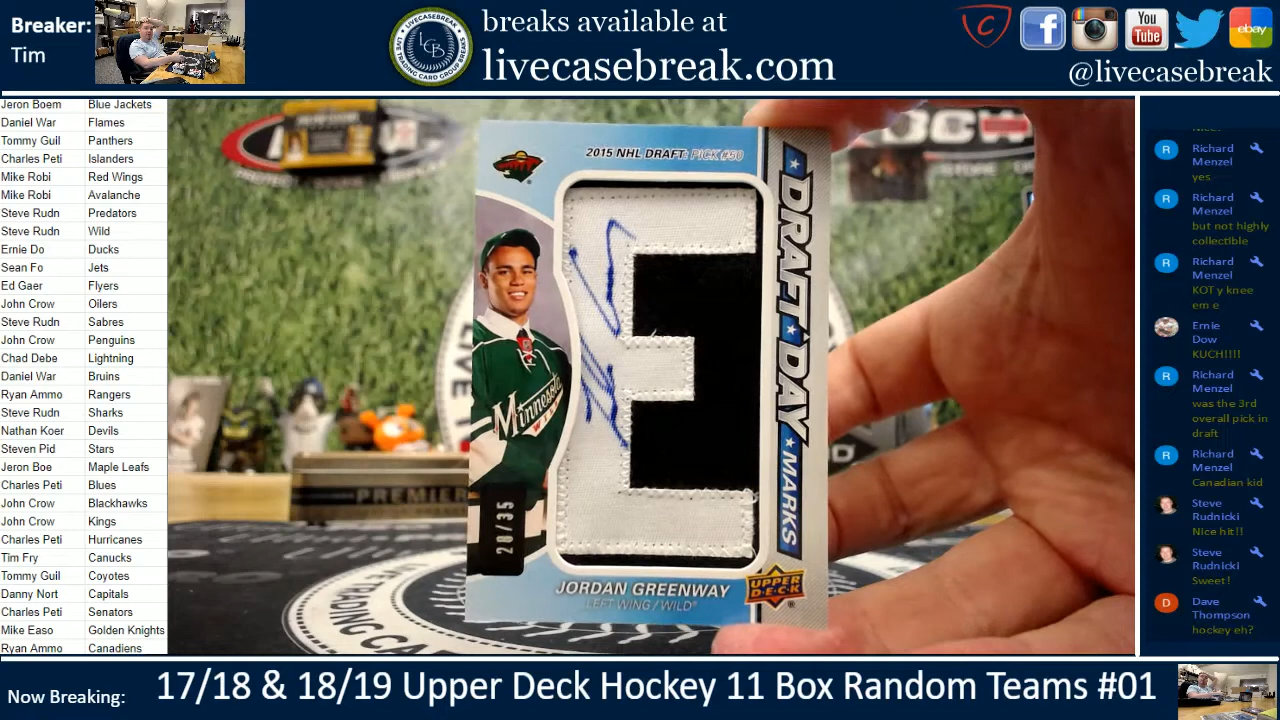 Breaker:
Tim
breaks available at
livecasebreak.com
You
Tube
ebay
@livecasebreak
LCB
Jeron Boem Blue Jackets
Daniel War Flames
Tommy Guil Panthers
Charles Peti Islanders
Mike Robi Red Wings
Mike Robi Avalanche
Steve Rudn Predators
Steve Rudn Wild
Ernie Do Ducks
Sean Fo Jets
Ed Gaer Flyers
John Crow Oilers
Steve Rudn Sabres
John Crow Penguins
Chad Debe Lightning
Daniel War Bruins
Ryan Ammo Rangers
Steve Rudn Sharks
Nathan Koer Devils
Steven Pid Stars
Jeron Boe Maple Leafs
Charles Peti Blues
John Crow Blackhawks
John Crow Kings
Charles Peti Hurricanes
Tim Fry Canucks
Tommy Guil Coyotes
Danny Nort Capitals
Charles Peti Senators
Mike Easo Golden Knights
Ryan Ammo Canadiens
2015 NHL DRAFT: PICK #50
E
DRAFT DAY MARKS
Minnesota
28/35
JORDAN GREENWAY
LEFT WING / WILD
UPPER
DECK
PREMIER
Richard
Menzel
yes
Richard
Menzel
but not highly
collectible
Richard
Menzel
KOT y knee
em e
Ernie
Dow
KUCH!!!!
Richard
Menzel
was the 3rd
overall pick in
draft
Richard
Menzel
Canadian kid
Steve
Rudnicki
Nice hit!!
Steve
Rudnicki
Sweet!
Dave
Thompson
hockey eh?
Now Breaking:
17/18 & 18/19 Upper Deck Hockey 11 Box Random Teams #01